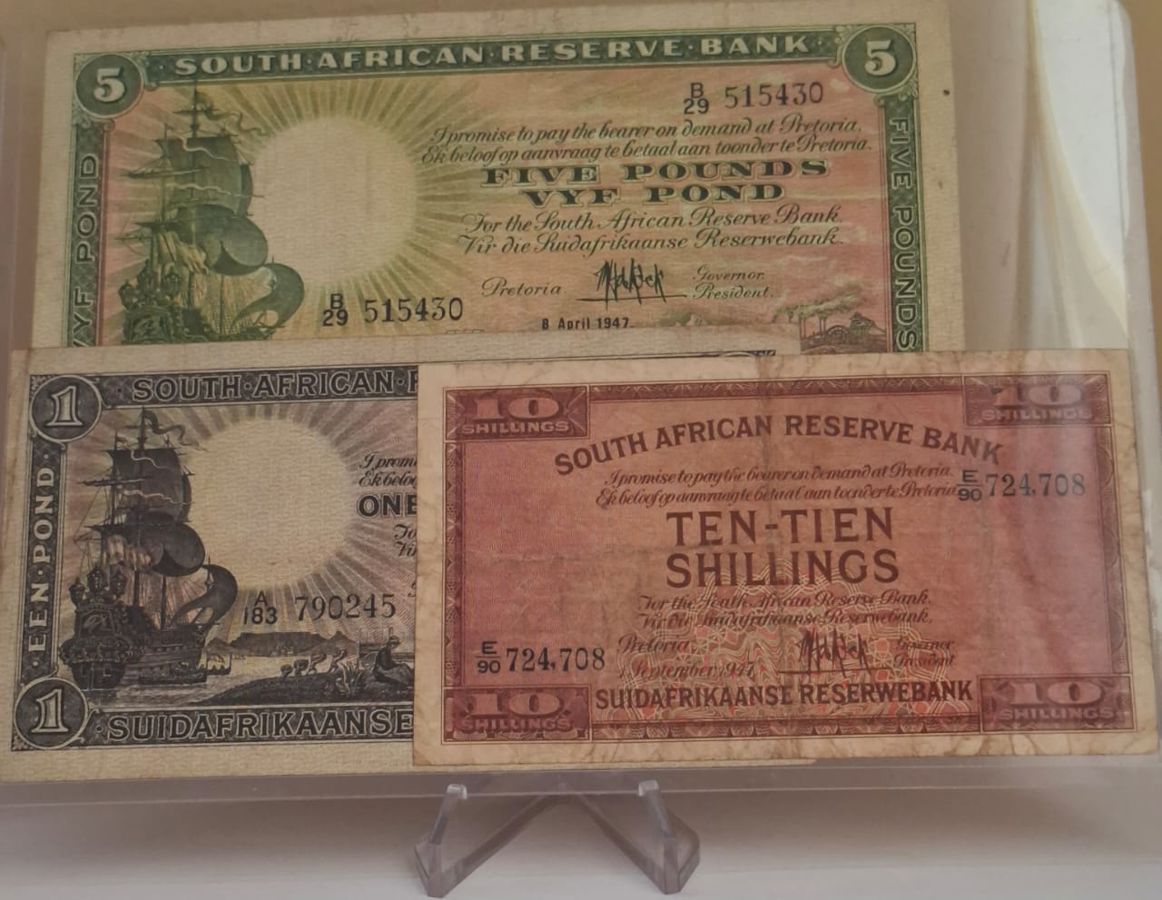 5 SOUTH·AFRICAN·RESERVE·BANK 5
B/29 515430
I promise to pay the bearer on demand at Pretoria.
Ek beloof op aanvraag te betaal aan toonder te Pretoria.
FIVE POUNDS
VYF POND
For the South African Reserve Bank.
Vir die Suidafrikaanse Reserwebank.
Pretoria
Governor.
President.
B/29 515430
8 April 1947
VYF POND
FIVE POUNDS
1 SOUTH·AFRICAN
I prom
Ek beloo
ONE
A/183 790245
EEN·POND
1 SUIDAFRIKAANSE
10 SHILLINGS
10 SHILLINGS
SOUTH AFRICAN RESERVE BANK
I promise to pay the bearer on demand at Pretoria.
Ek beloof op aanvraag te betaal aan toonder te Pretoria
E/90 724,708
TEN-TIEN
SHILLINGS
For the South African Reserve Bank.
Vir die Suidafrikaanse Reserwebank.
Pretoria
Governor
President
E/90 724,708
September 1947
SUIDAFRIKAANSE RESERWEBANK
10 SHILLINGS
10 SHILLINGS